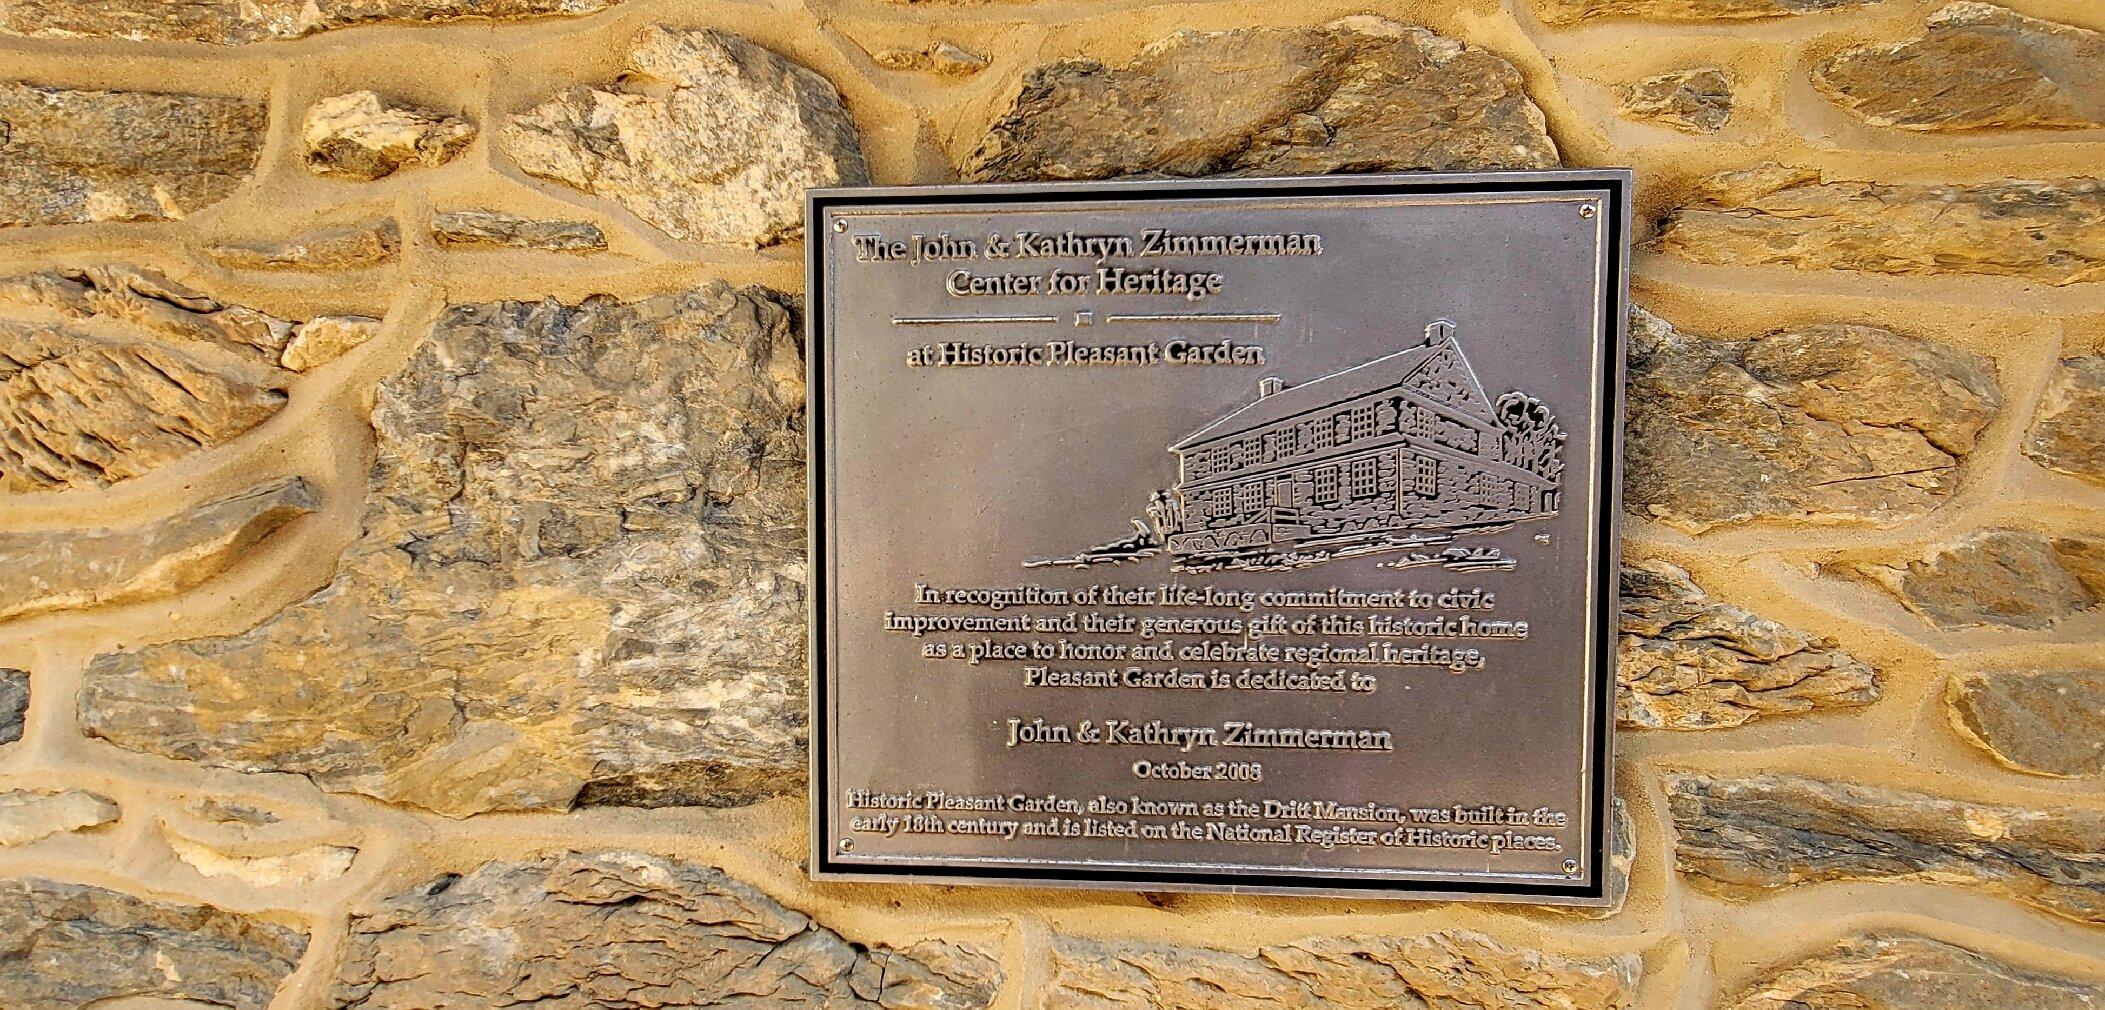 The John & Kathryn Zimmerman
Center for Heritage
at Historic Pleasant Garden
In recognition of their life-long commitment to civic
improvement and their generous gift of this historic home
as a place to honor and celebrate regional heritage,
Pleasant Garden is dedicated to
John & Kathryn Zimmerman
October 2008
Historic Pleasant Garden, also known as the Dritt Mansion, was built in the
early 18th century and is listed on the National Register of Historic places.